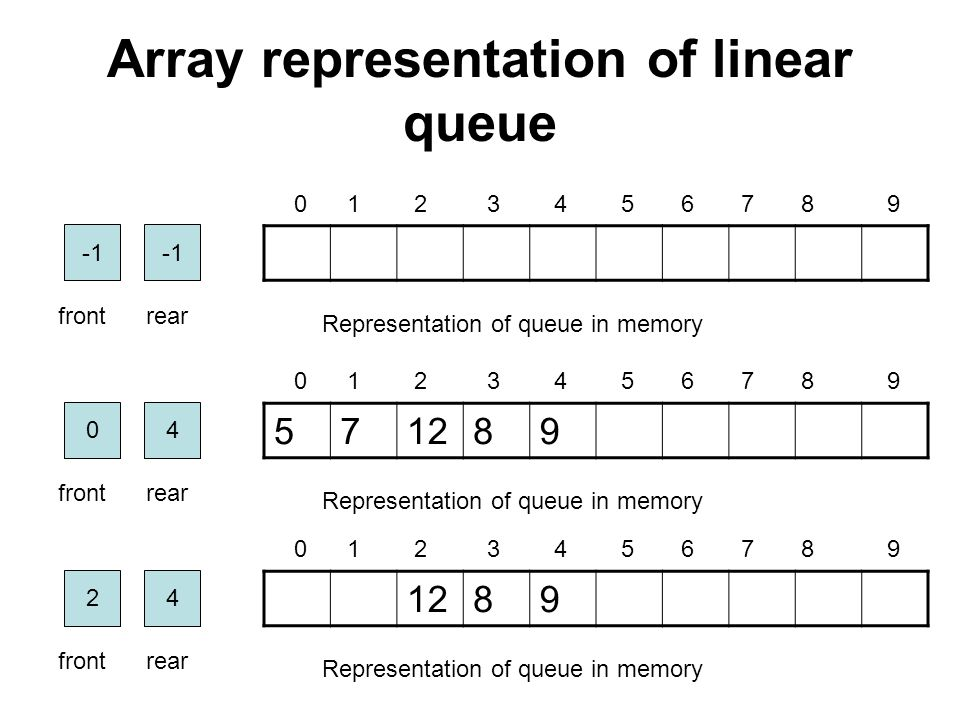 Array representation of linear
queue
0 1 2 3 4 5 6 7 8 9
-1 -1
front rear
Representation of queue in memory
0 1 2 3 4 5 6 7 8 9
0 4 5 7 12 8 9
front rear
Representation of queue in memory
0 1 2 3 4 5 6 7 8 9
2 4 12 8 9
front rear
Representation of queue in memory